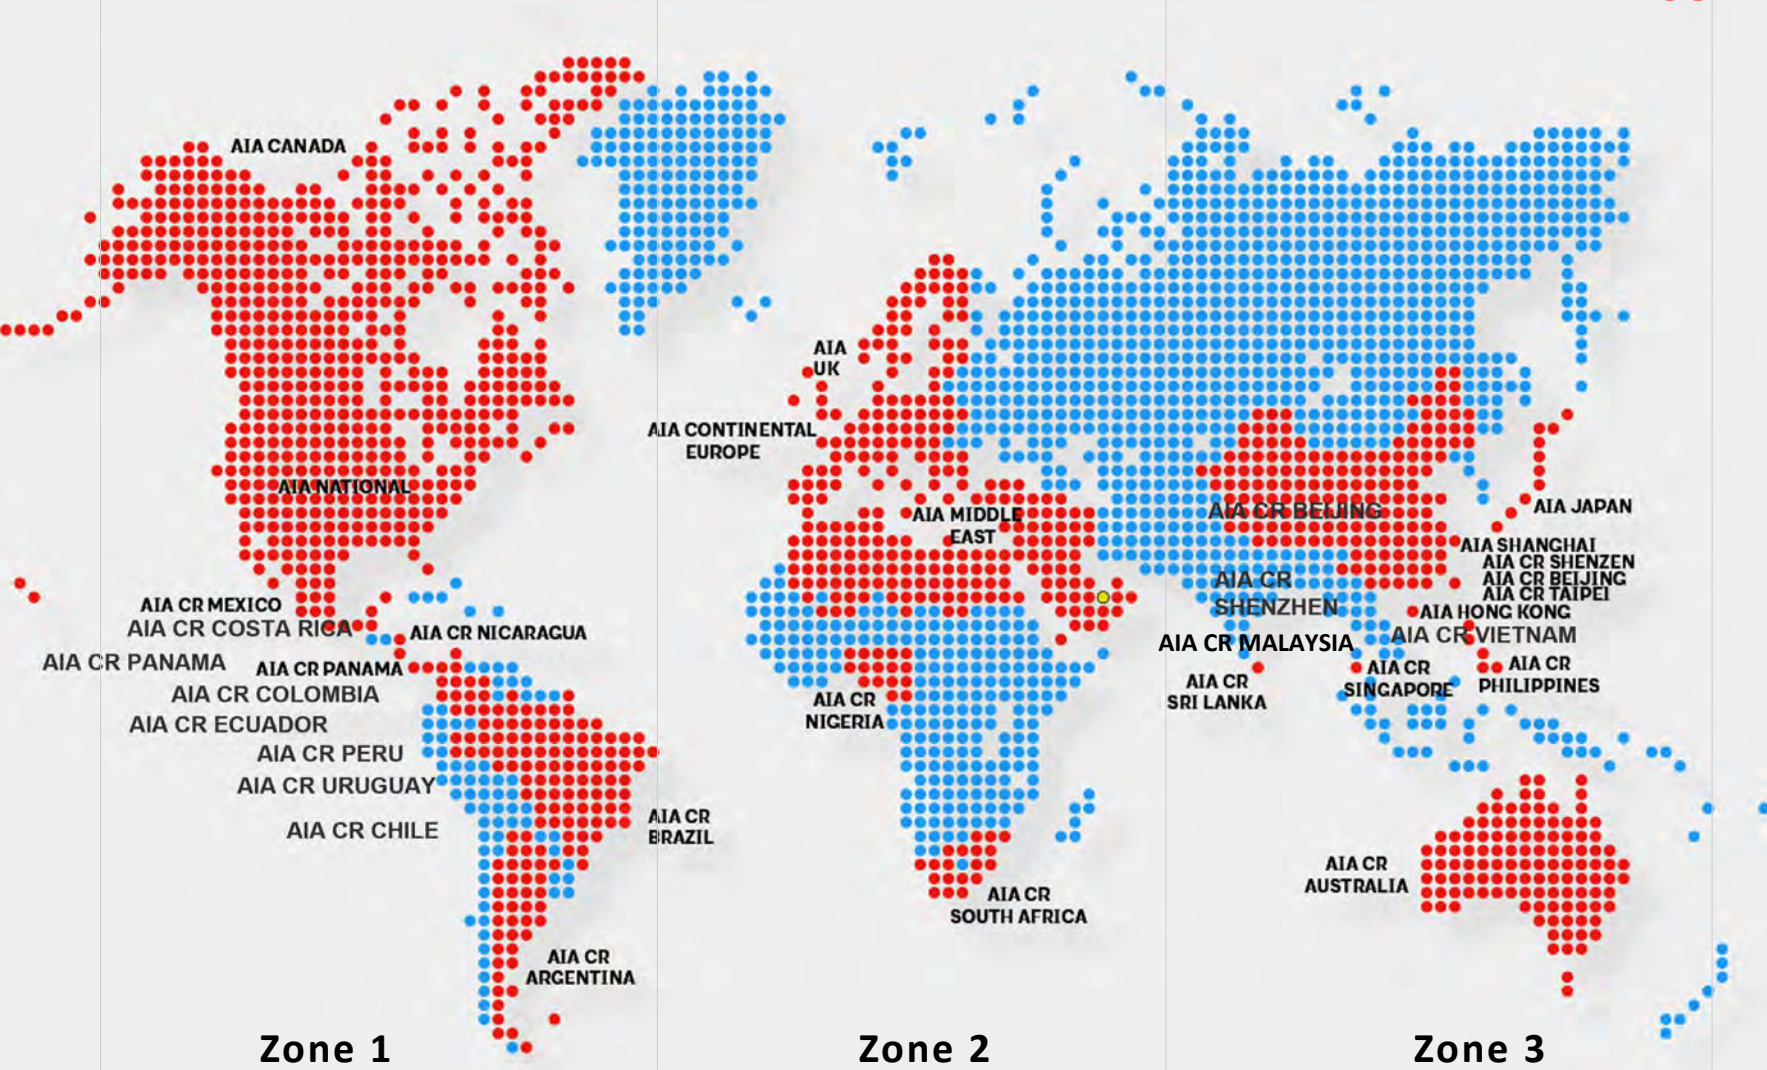 AIA CANADA
AIA NATIONAL
AIA CR MEXICO
AIA CR COSTA RICA
AIA CR NICARAGUA
AIA CR PANAMA
AIA CR PANAMA
AIA CR COLOMBIA
AIA CR ECUADOR
AIA CR PERU
AIA CR URUGUAY
AIA CR CHILE
AIA CR
BRAZIL
AIA CR
ARGENTINA
Zone 1
AIA
UK
AIA CONTINENTAL
EUROPE
AIA MIDDLE
EAST
AIA CR
NIGERIA
AIA CR
SOUTH AFRICA
Zone 2
AIA CR BEIJING
AIA JAPAN
AIA SHANGHAI
AIA CR SHENZEN
AIA CR BEIJING
AIA CR TAIPEI
AIA HONG KONG
AIA CR
SHENZHEN
AIA CR VIETNAM
AIA CR MALAYSIA
AIA CR
SRI LANKA
AIA CR
SINGAPORE
AIA CR
PHILIPPINES
AIA CR
AUSTRALIA
Zone 3